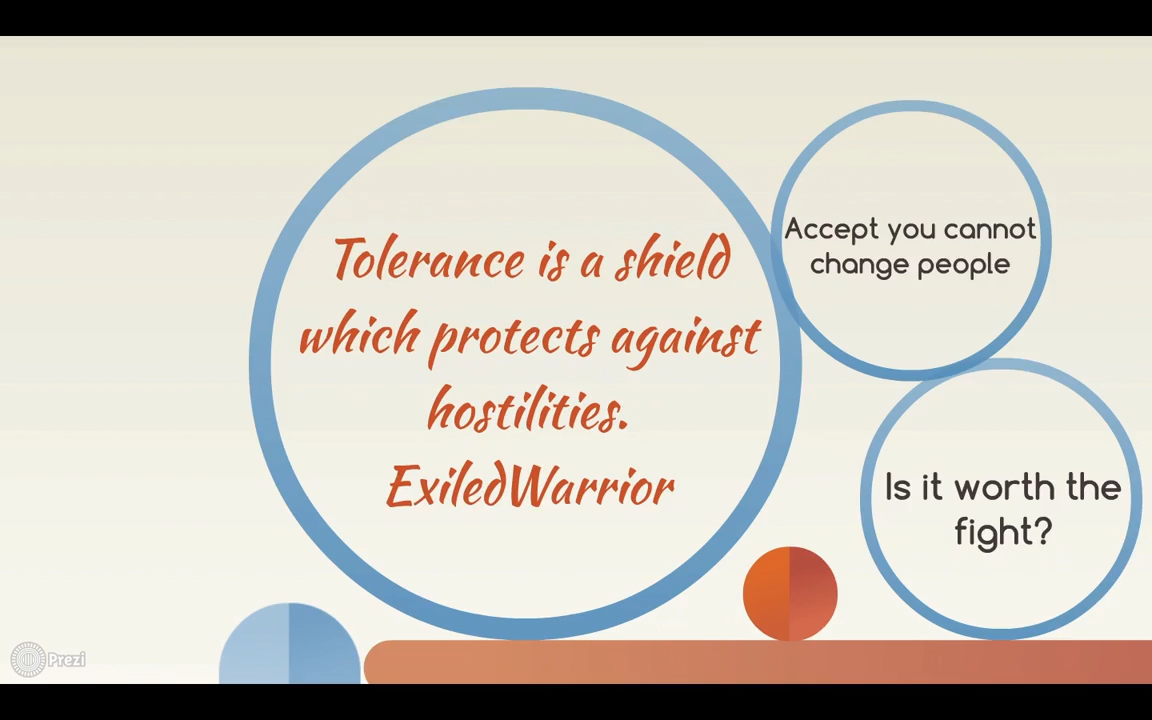 Tolerance is a shield
which protects against
hostilities.
ExiledWarrior
Accept you cannot
change people
Is it worth the
fight?
Prezi